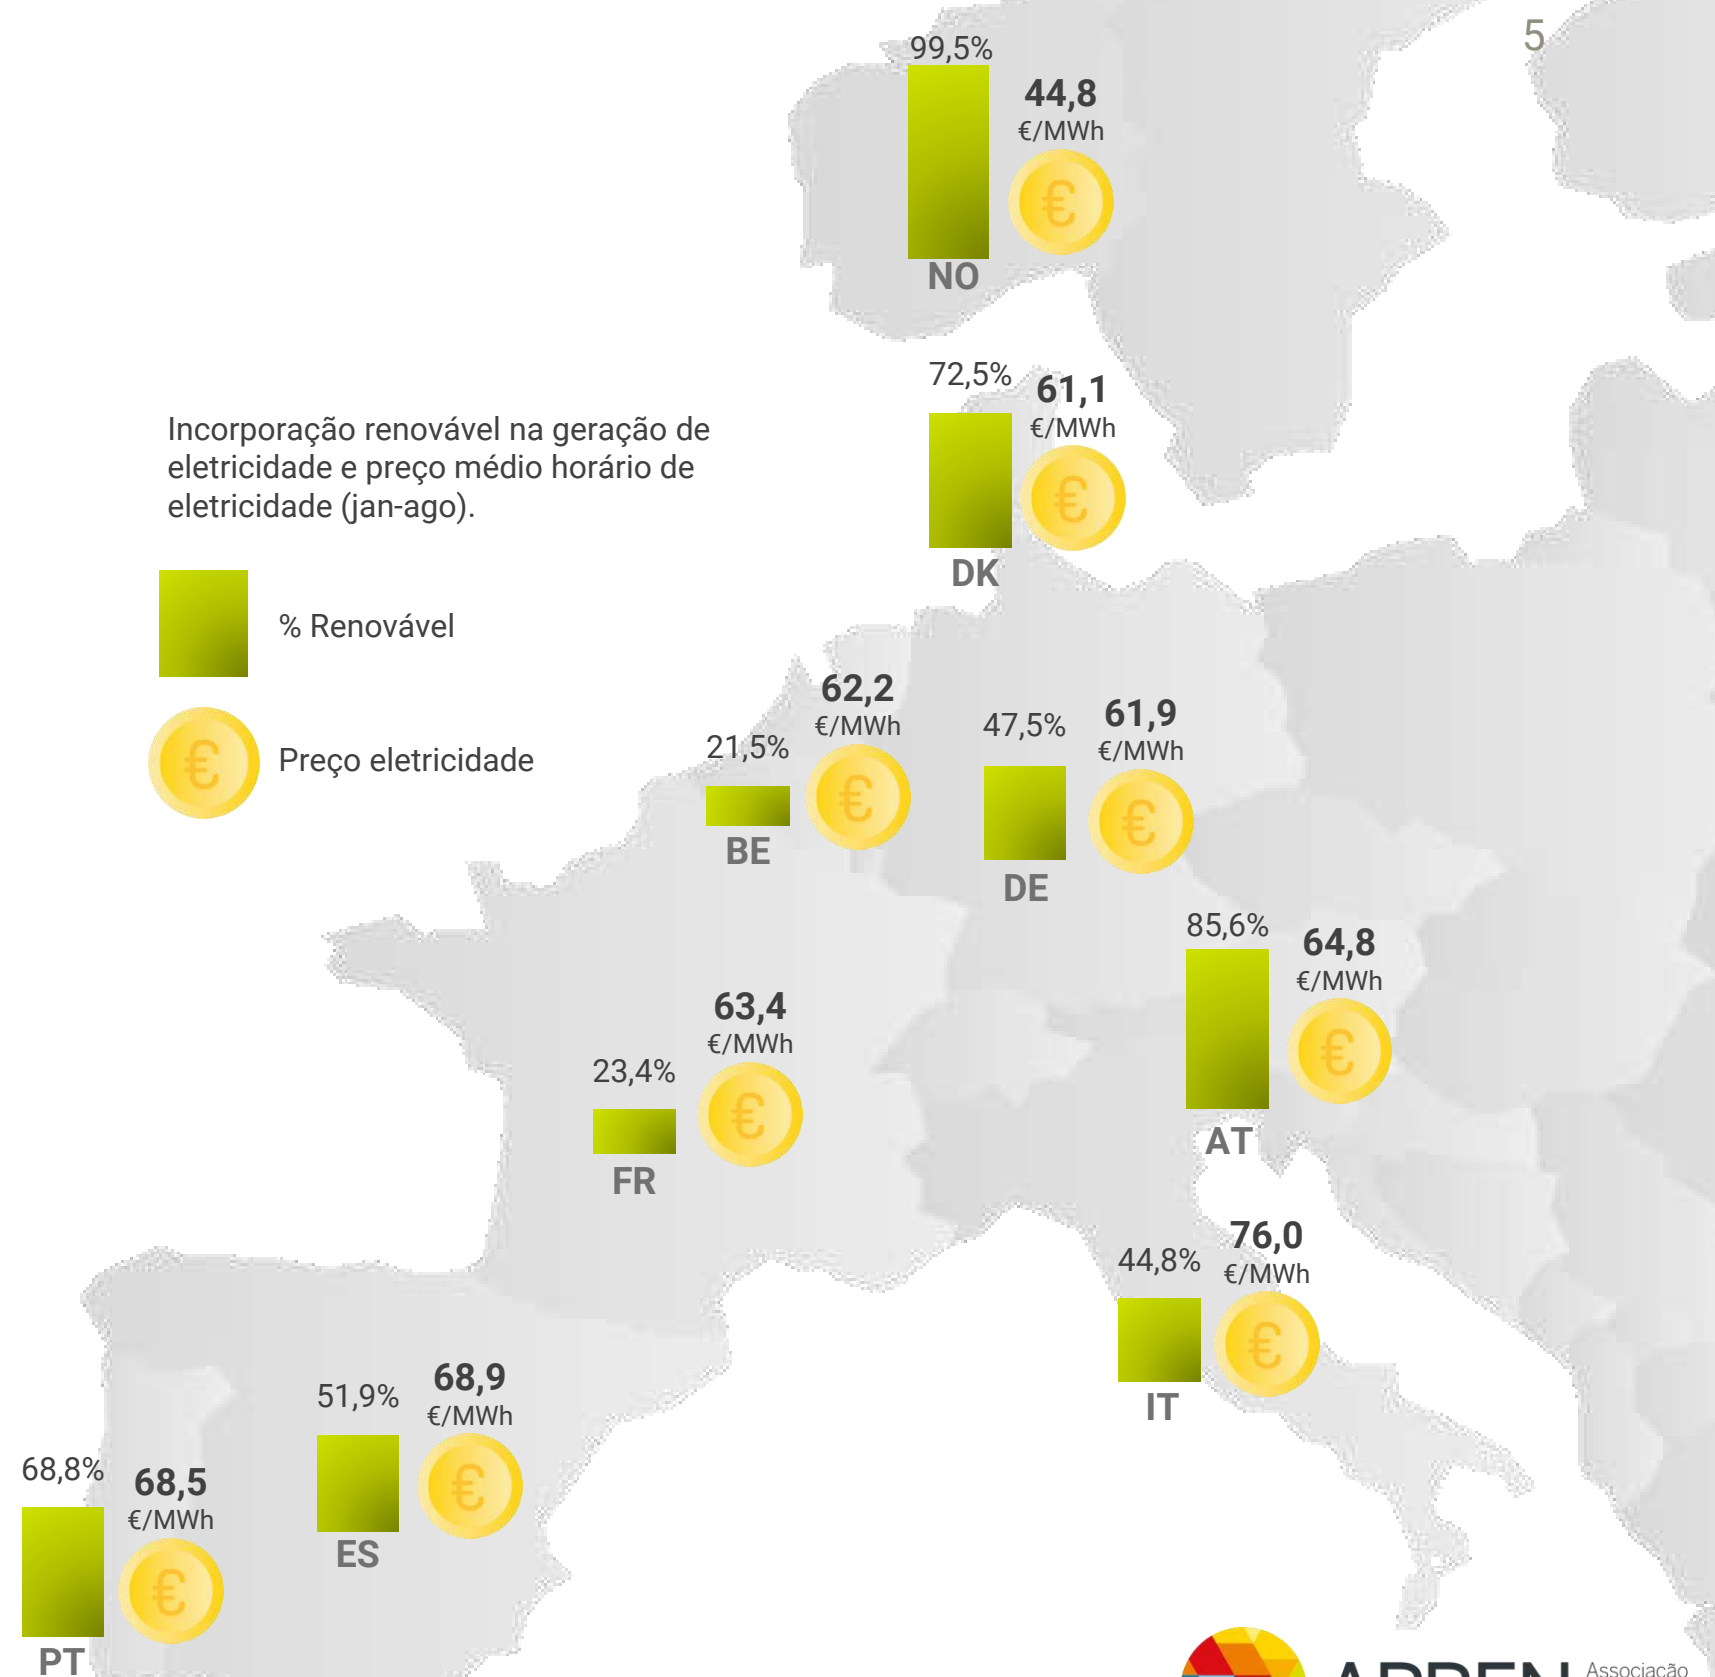 5
99,5%
44,8
€/MWh
€
NO
72,5%
61,1
€/MWh
€
DK
Incorporação renovável na geração de
eletricidade e preço médio horário de
eletricidade (jan-ago).
% Renovável
€
Preço eletricidade
62,2
€/MWh
21,5%
€
BE
47,5%
61,9
€/MWh
€
DE
85,6%
64,8
€/MWh
€
AT
63,4
€/MWh
23,4%
€
FR
76,0
44,8%
€/MWh
€
IT
51,9%
68,9
€/MWh
€
ES
68,8%
68,5
€/MWh
€
PT
APREN
Associação